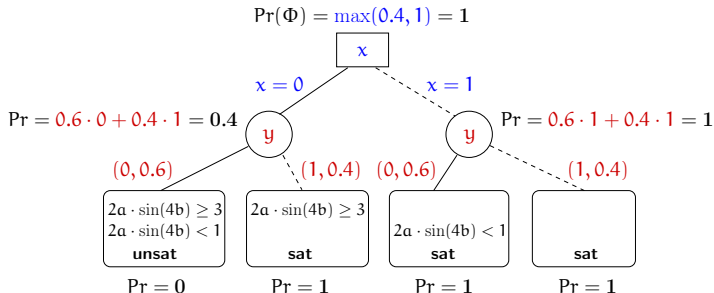 Pr(Φ) = max(0.4, 1) = 1
x
x = 0
x = 1
Pr = 0.6 · 0 + 0.4 · 1 = 0.4
y
y
Pr = 0.6 · 1 + 0.4 · 1 = 1
(0, 0.6)
(1, 0.4)
(0, 0.6)
(1, 0.4)
2a · sin(4b) ≥ 3
2a · sin(4b) < 1
unsat
2a · sin(4b) ≥ 3
sat
2a · sin(4b) < 1
sat
sat
Pr = 0
Pr = 1
Pr = 1
Pr = 1